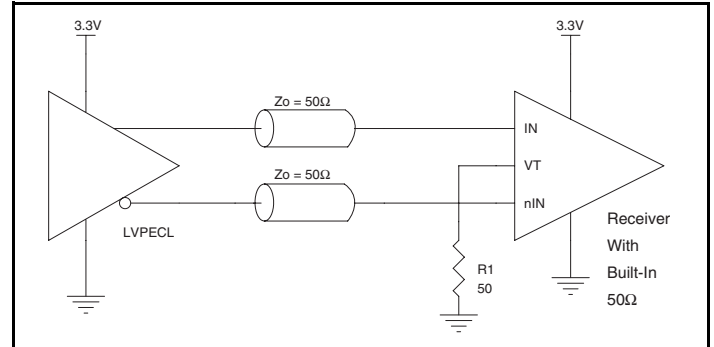 3.3V
3.3V
Zo = 50Ω
IN
VT
Zo = 50Ω
nIN
LVPECL
R1
50
Receiver
With
Built-In
50Ω